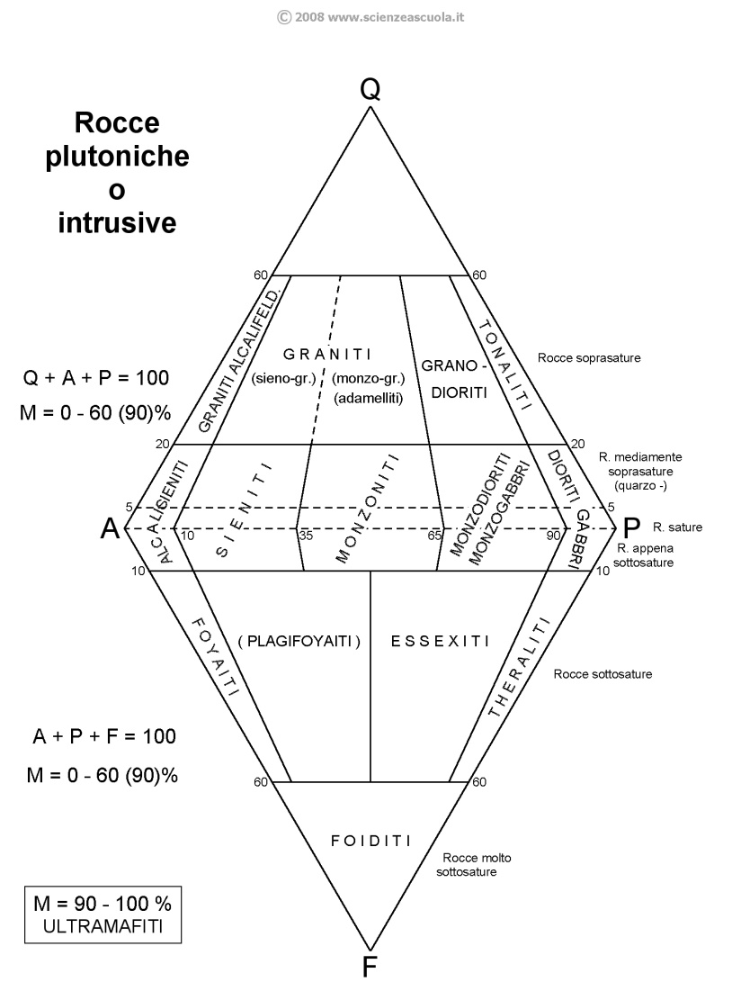 © 2008 www.scienzeascuola.it
Q
Rocce
plutoniche
o
intrusive
60
60
GRANITI ALCALIFELD.
GRANITI
(sieno-gr.)
(monzo-gr.)
(adamelliti)
GRANO -
DIORITI
TONALITI
Rocce soprasature
Q + A + P = 100
M = 0 - 60 (90)%
20
20
ALCALISIENITI
SIENITI
MONZONITI
MONZODIORITI
MONZOGABBRI
DIORITI GABBRI
R. mediamente
soprasature
(quarzo -)
5
5
A
10
35
65
90
P
R. sature
R. appena
sottosature
10
10
FOYAITI
( PLAGIFOYAITI )
ESSEXITI
THERALITI
Rocce sottosature
A + P + F = 100
M = 0 - 60 (90)%
60
60
FOIDITI
Rocce molto
sottosature
M = 90 - 100 %
ULTRAMAFITI
F